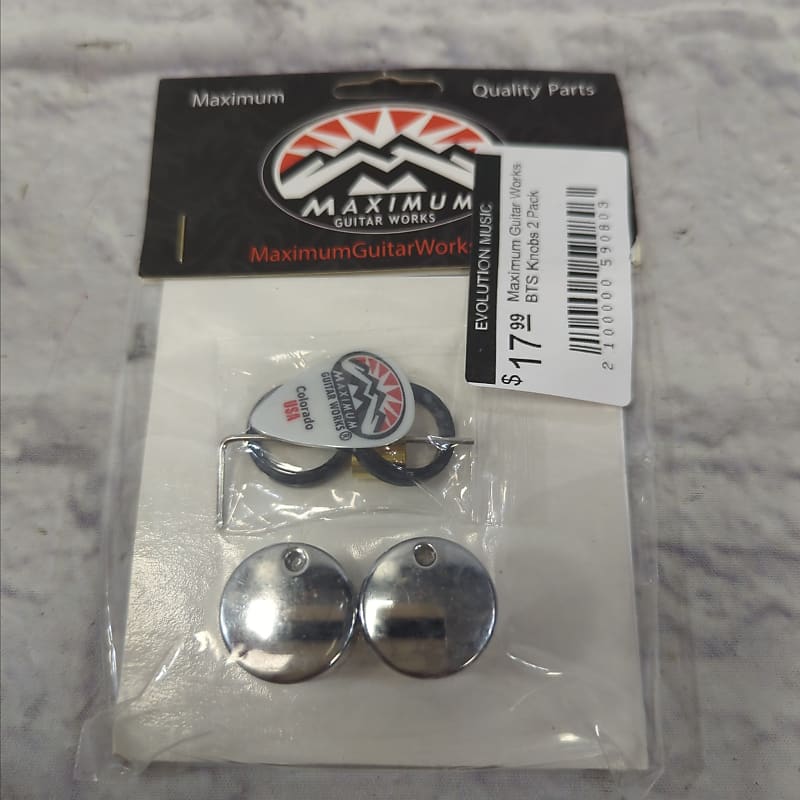 Maximum
Quality Parts
MAXIMUM
GUITAR WORKS
MaximumGuitarWorks
EVOLUTION MUSIC
$17.99
Maximum Guitar Works
BTS Knobs 2 Pack
2 100000 590803
MAXIMUM
GUITAR WORKS®
Colorado
USA